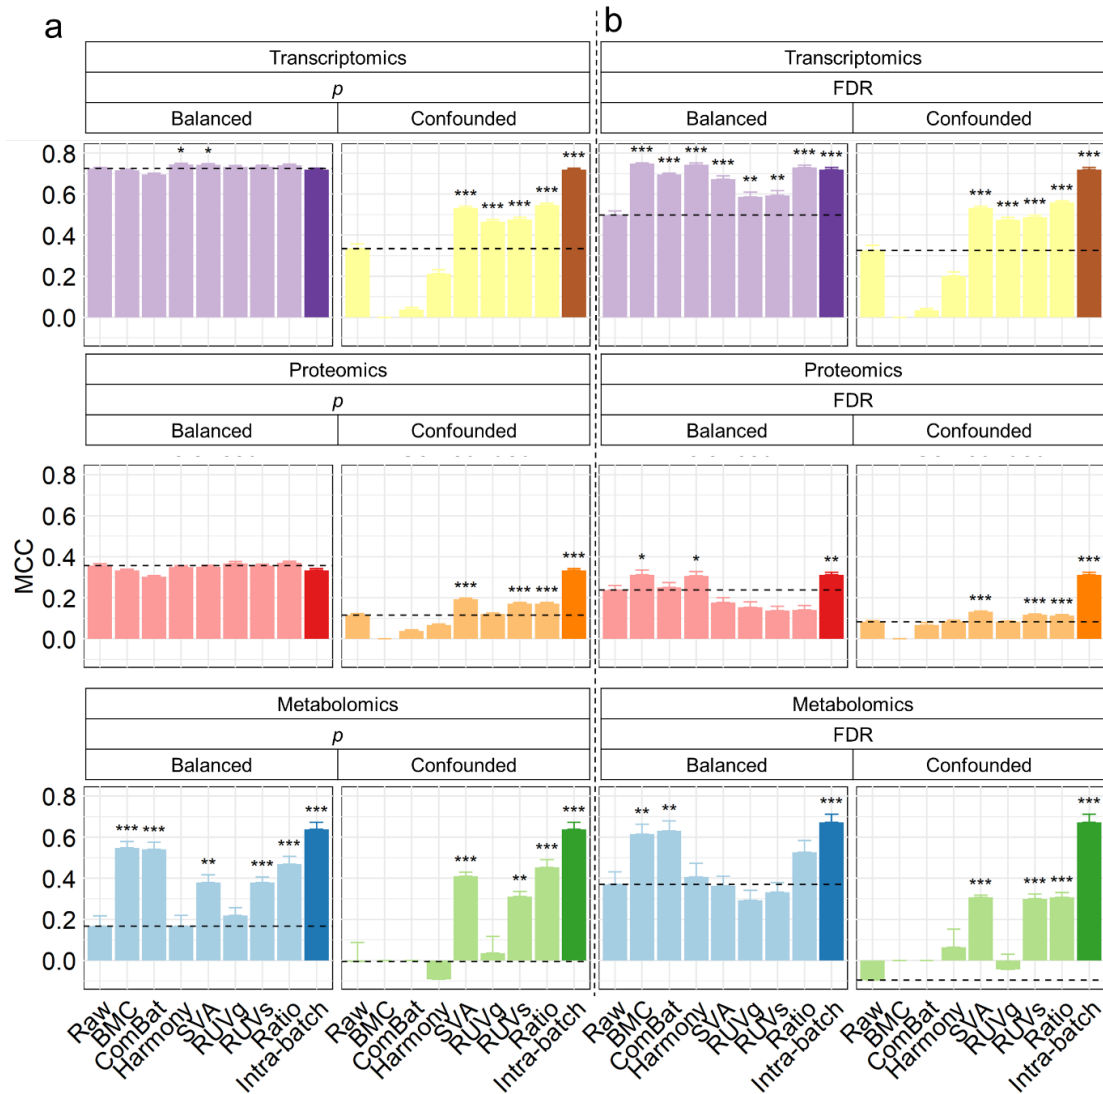 a
b
Transcriptomics
p
Balanced
Confounded
Transcriptomics
FDR
Balanced
Confounded
0.8
0.6
0.4
0.2
0.0
* *
*** *** *** *** ***
*** *** *** *** ** ** *** ***
*** *** *** *** ***
Proteomics
p
Balanced
Confounded
Proteomics
FDR
Balanced
Confounded
MCC
0.8
0.6
0.4
0.2
0.0
*** *** *** ***
* * **
*** *** *** ***
Metabolomics
p
Balanced
Confounded
Metabolomics
FDR
Balanced
Confounded
0.8
0.6
0.4
0.2
0.0
*** *** ** *** *** ***
*** ** *** ***
** ** ***
*** *** *** ***
Raw
BMC
ComBat
Harmony
SVA
RUVg
RUVs
Ratio
Intra-batch
Raw
BMC
ComBat
Harmony
SVA
RUVg
RUVs
Ratio
Intra-batch
Raw
BMC
ComBat
Harmony
SVA
RUVg
RUVs
Ratio
Intra-batch
Raw
BMC
ComBat
Harmony
SVA
RUVg
RUVs
Ratio
Intra-batch